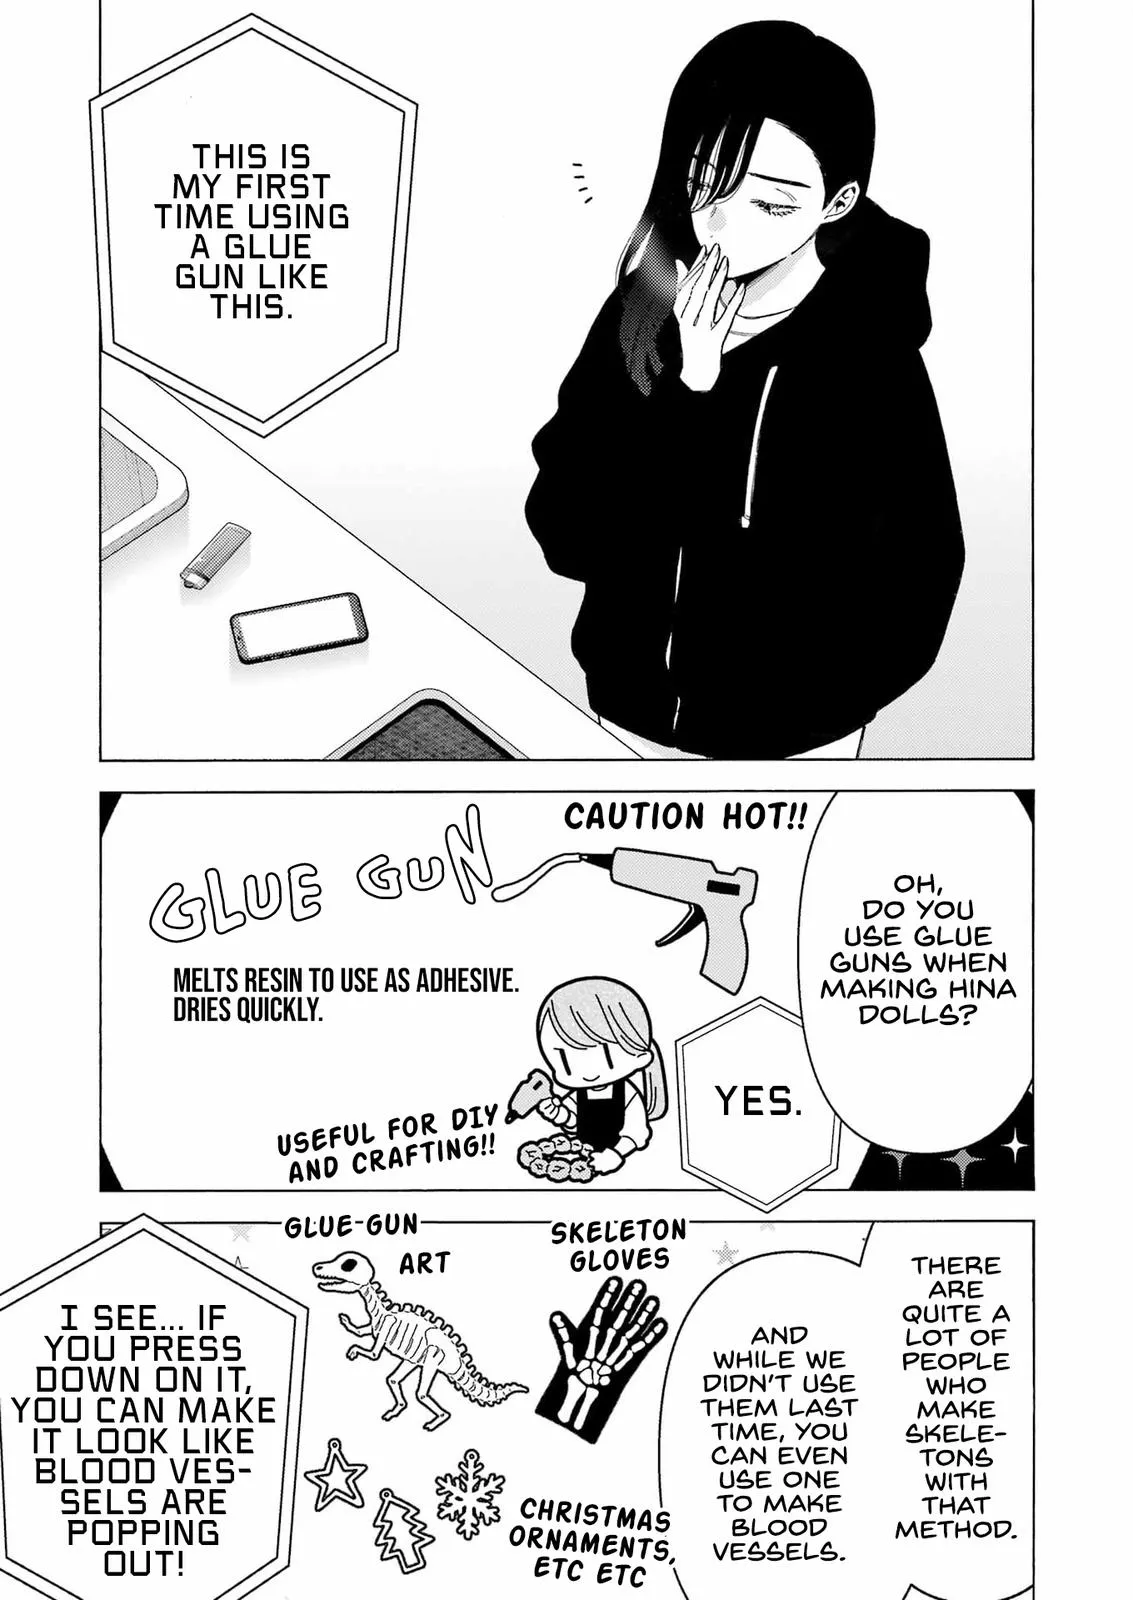 THIS IS
MY FIRST
TIME USING
A GLUE
GUN LIKE
THIS.
CAUTION HOT!!
GLUE GUN
OH,
DO YOU
USE GLUE
GUNS WHEN
MAKING HINA
DOLLS?
MELTS RESIN TO USE AS ADHESIVE.
DRIES QUICKLY.
YES.
USEFUL FOR DIY
AND CRAFTING!!
THERE
ARE
QUITE A
LOT OF
PEOPLE
WHO
MAKE
SKELE-
TONS
WITH
THAT
METHOD.
AND
WHILE WE
DIDN'T USE
THEM LAST
TIME, YOU
CAN EVEN
USE ONE
TO MAKE
BLOOD
VESSELS.
GLUE-GUN
ART
SKELETON
GLOVES
CHRISTMAS
ORNAMENTS,
ETC ETC
I SEE... IF
YOU PRESS
DOWN ON IT,
YOU CAN MAKE
IT LOOK LIKE
BLOOD VES-
SELS ARE
POPPING
OUT!